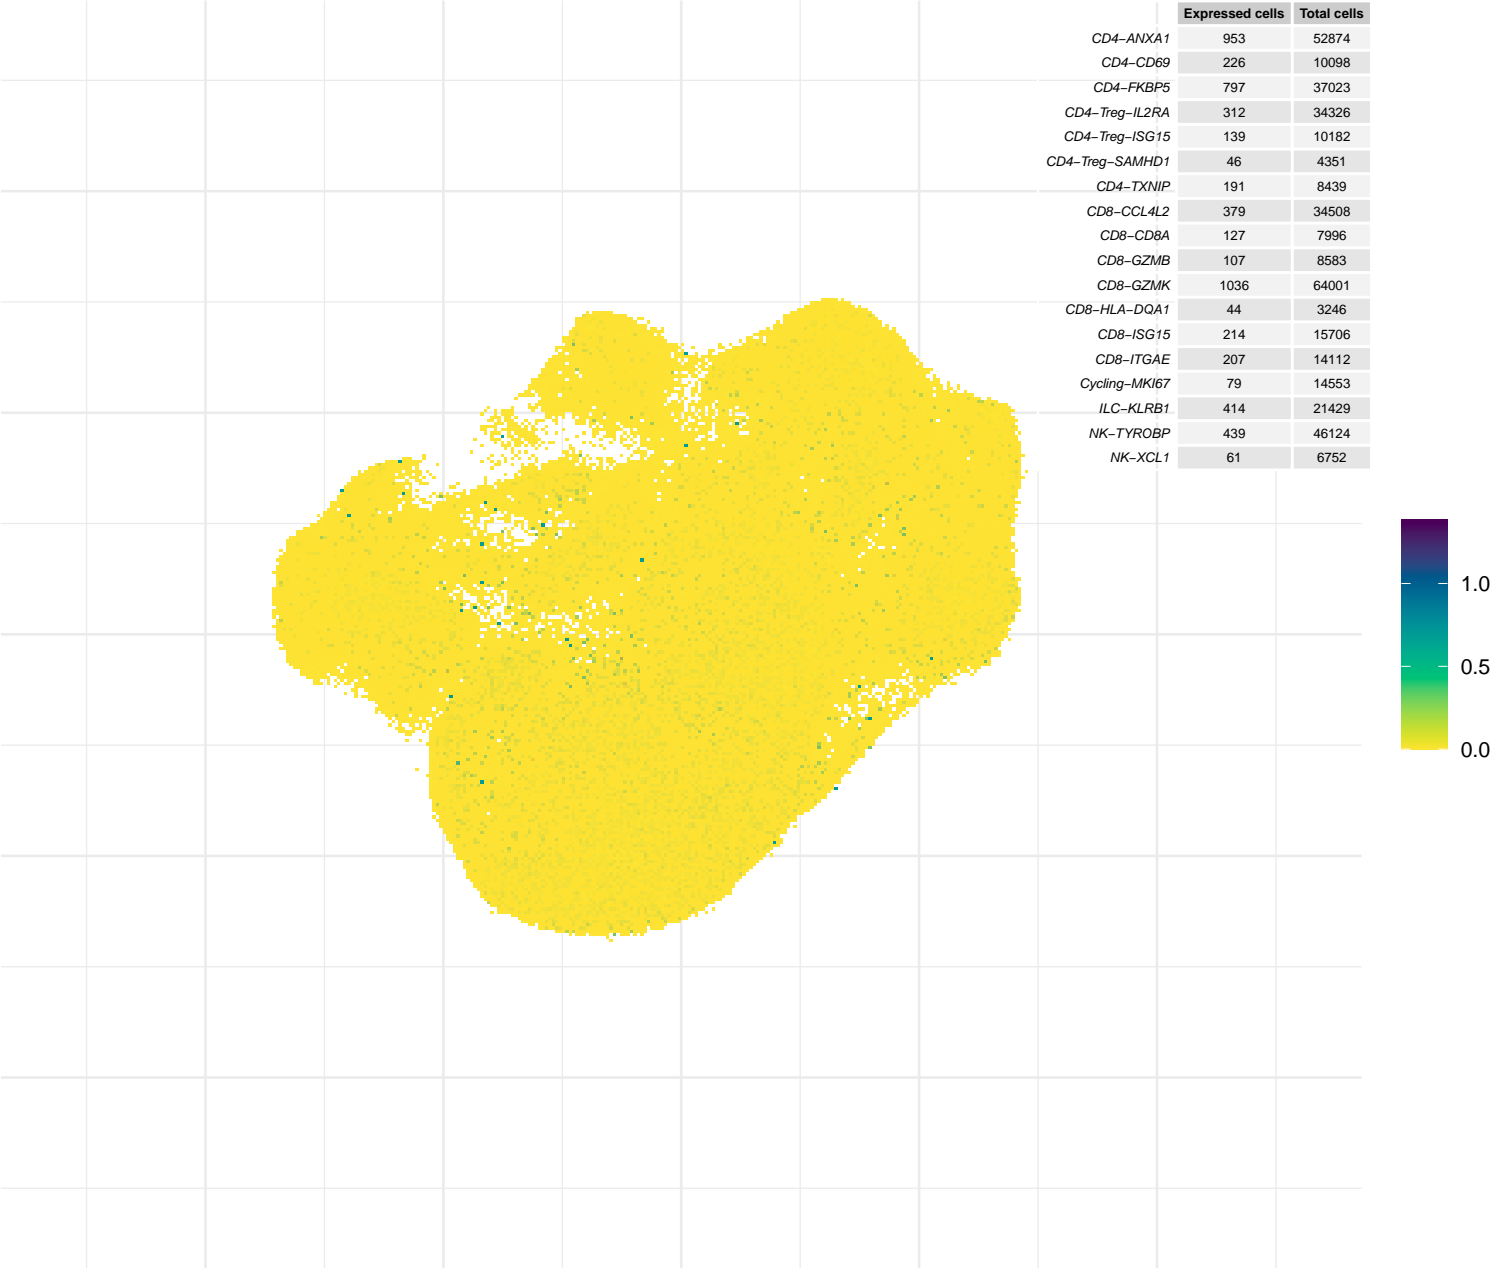 Expressed cells Total cells
CD4−ANXA1 953 52874
CD4−CD69 226 10098
CD4−FKBP5 797 37023
CD4−Treg−IL2RA 312 34326
CD4−Treg−ISG15 139 10182
CD4−Treg−SAMHD1 46 4351
CD4−TXNIP 191 8439
CD8−CCL4L2 379 34508
CD8−CD8A 127 7996
CD8−GZMB 107 8583
CD8−GZMK 1036 64001
CD8−HLA−DQA1 44 3246
CD8−ISG15 214 15706
CD8−ITGAE 207 14112
Cycling−MKI67 79 14553
ILC−KLRB1 414 21429
NK−TYROBP 439 46124
NK−XCL1 61 6752
1.0
0.5
0.0